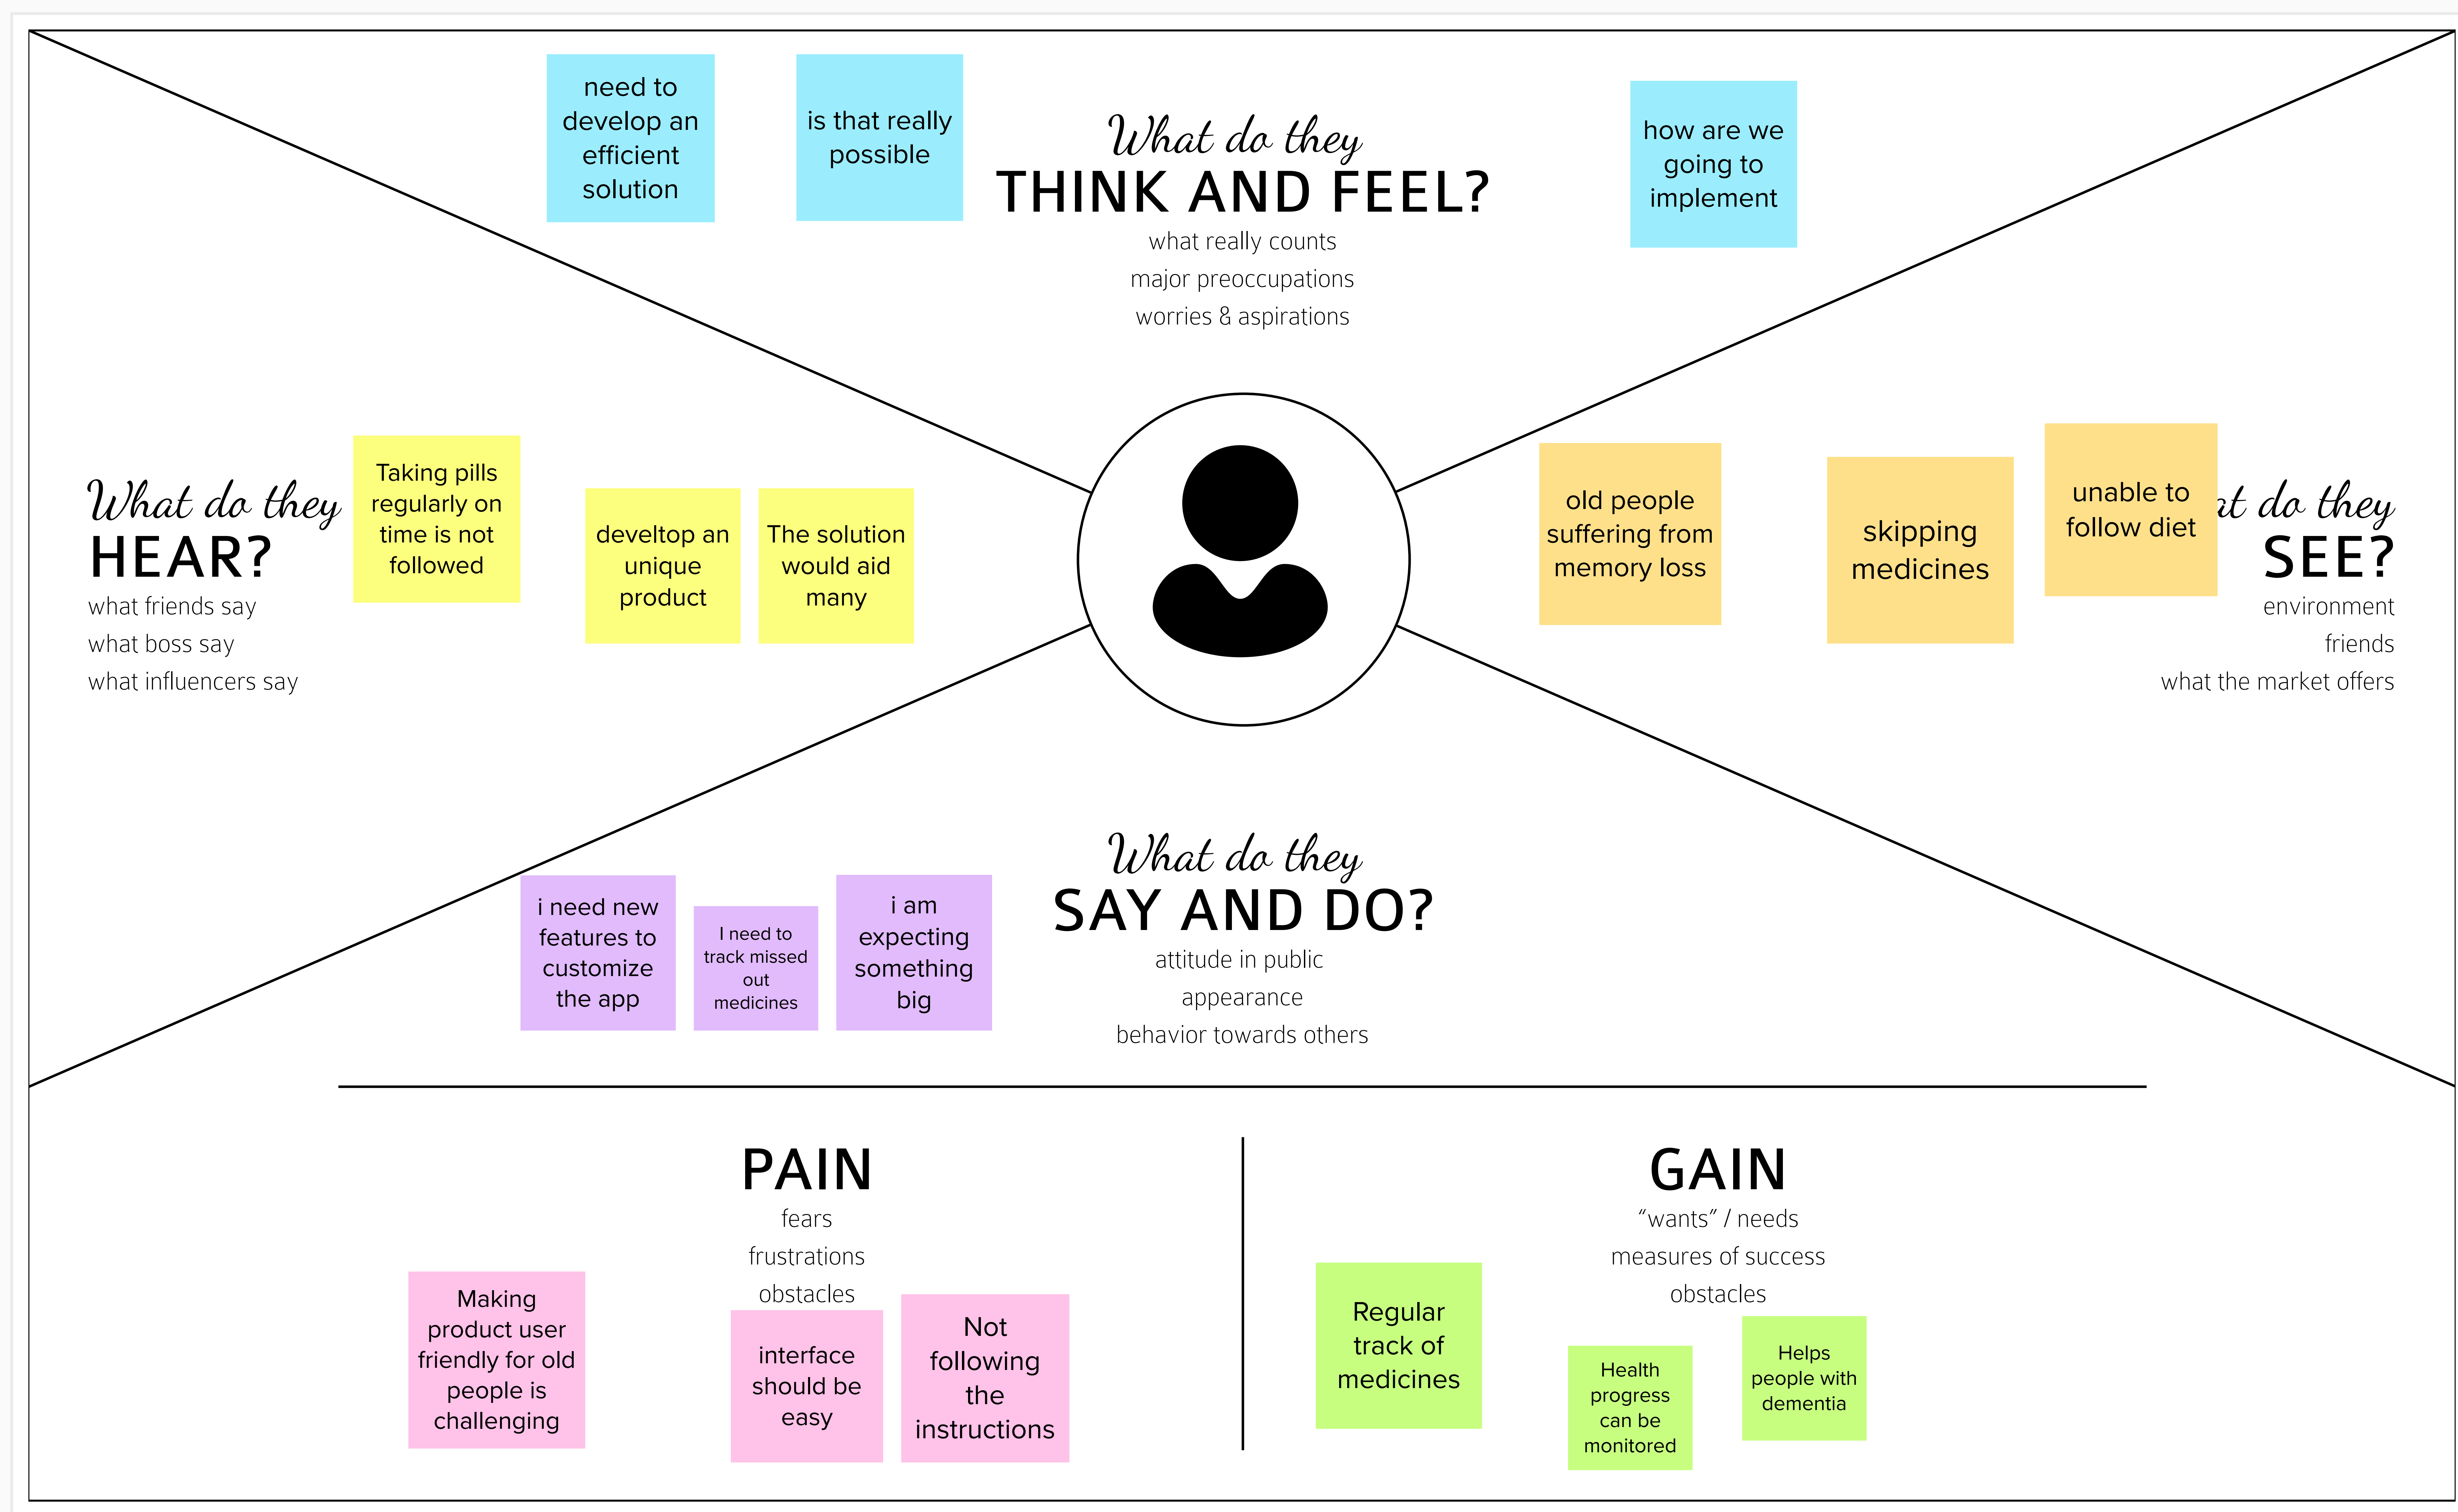 need to
develop an
efficient
solution
is that really
possible
What do they
THINK AND FEEL?
what really counts
major preoccupations
worries & aspirations
how are we
going to
implement
What do they
HEAR?
what friends say
what boss say
what influencers say
Taking pills
regularly on
time is not
followed
develtop an
unique
product
The solution
would aid
many
old people
suffering from
memory loss
skipping
medicines
unable to
follow diet
do they
SEE?
environment
friends
what the market offers
What do they
SAY AND DO?
attitude in public
appearance
behavior towards others
i need new
features to
customize
the app
I need to
track missed
out
medicines
i am
expecting
something
big
PAIN
fears
frustrations
obstacles
Making
product user
friendly for old
people is
challenging
interface
should be
easy
Not
following
the
instructions
GAIN
“wants” / needs
measures of success
obstacles
Regular
track of
medicines
Health
progress
can be
monitored
Helps
people with
dementia